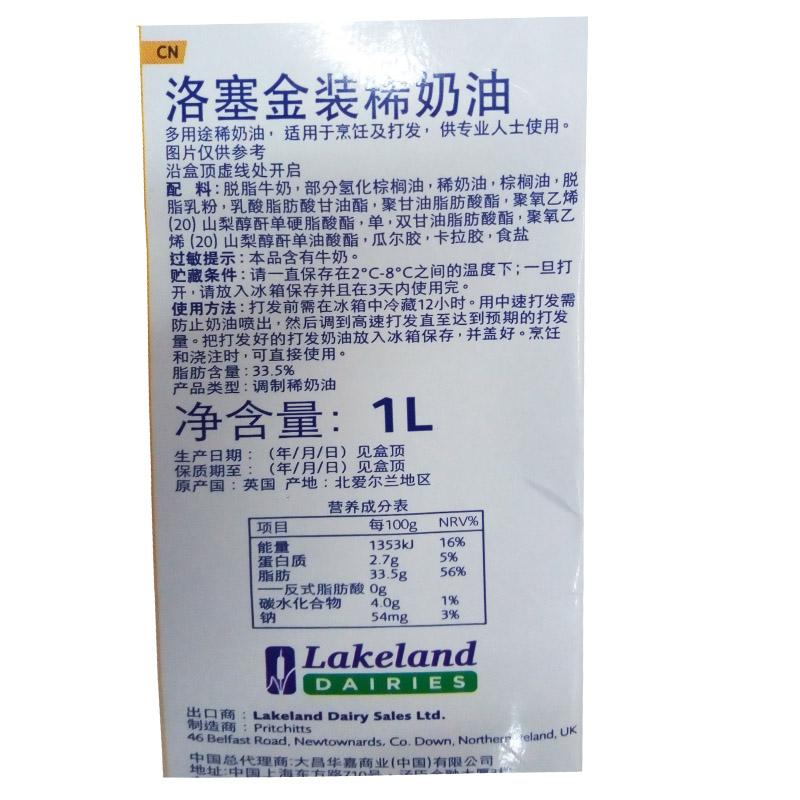 CN
洛塞金装稀奶油
多用途稀奶油，适用于烹饪及打发，供专业人士使用。
图片仅供参考
沿盒顶虚线处开启
配 料：脱脂牛奶，部分氢化棕榈油，稀奶油，棕榈油，脱
脂乳粉，乳酸脂肪酸甘油酯，聚甘油脂肪酸酯，聚氧乙烯
(20) 山梨醇酐单硬脂酸酯，单，双甘油脂肪酸酯，聚氧乙
烯 (20) 山梨醇酐单油酸酯，瓜尔胶，卡拉胶，食盐
过敏提示：本品含有牛奶。
贮藏条件：请一直保存在2°C-8°C之间的温度下；一旦打
开，请放入冰箱保存并且在3天内使用完。
使用方法：打发前需在冰箱中冷藏12小时。用中速打发需
防止奶油喷出，然后调到高速打发直至达到预期的打发
量。把打发好的打发奶油放入冰箱保存，并盖好。烹饪
和浇注时，可直接使用。
脂肪含量：33.5%
产品类型：调制稀奶油
净含量：1L
生产日期：（年/月/日）见盒顶
保质期至：（年/月/日）见盒顶
原产国：英国 产地：北爱尔兰地区
营养成分表
项目 每100g NRV%
能量 1353kJ 16%
蛋白质 2.7g 5%
脂肪 33.5g 56%
——反式脂肪酸 0g
碳水化合物 4.0g 1%
钠 54mg 3%
Lakeland
DAIRIES
出口商：Lakeland Dairy Sales Ltd.
制造商：Pritchitts
46 Belfast Road, Newtownards, Co. Down, Northern Ireland, UK
中国总代理商:大昌华嘉商业(中国)有限公司
地址:中国上海东方路710号